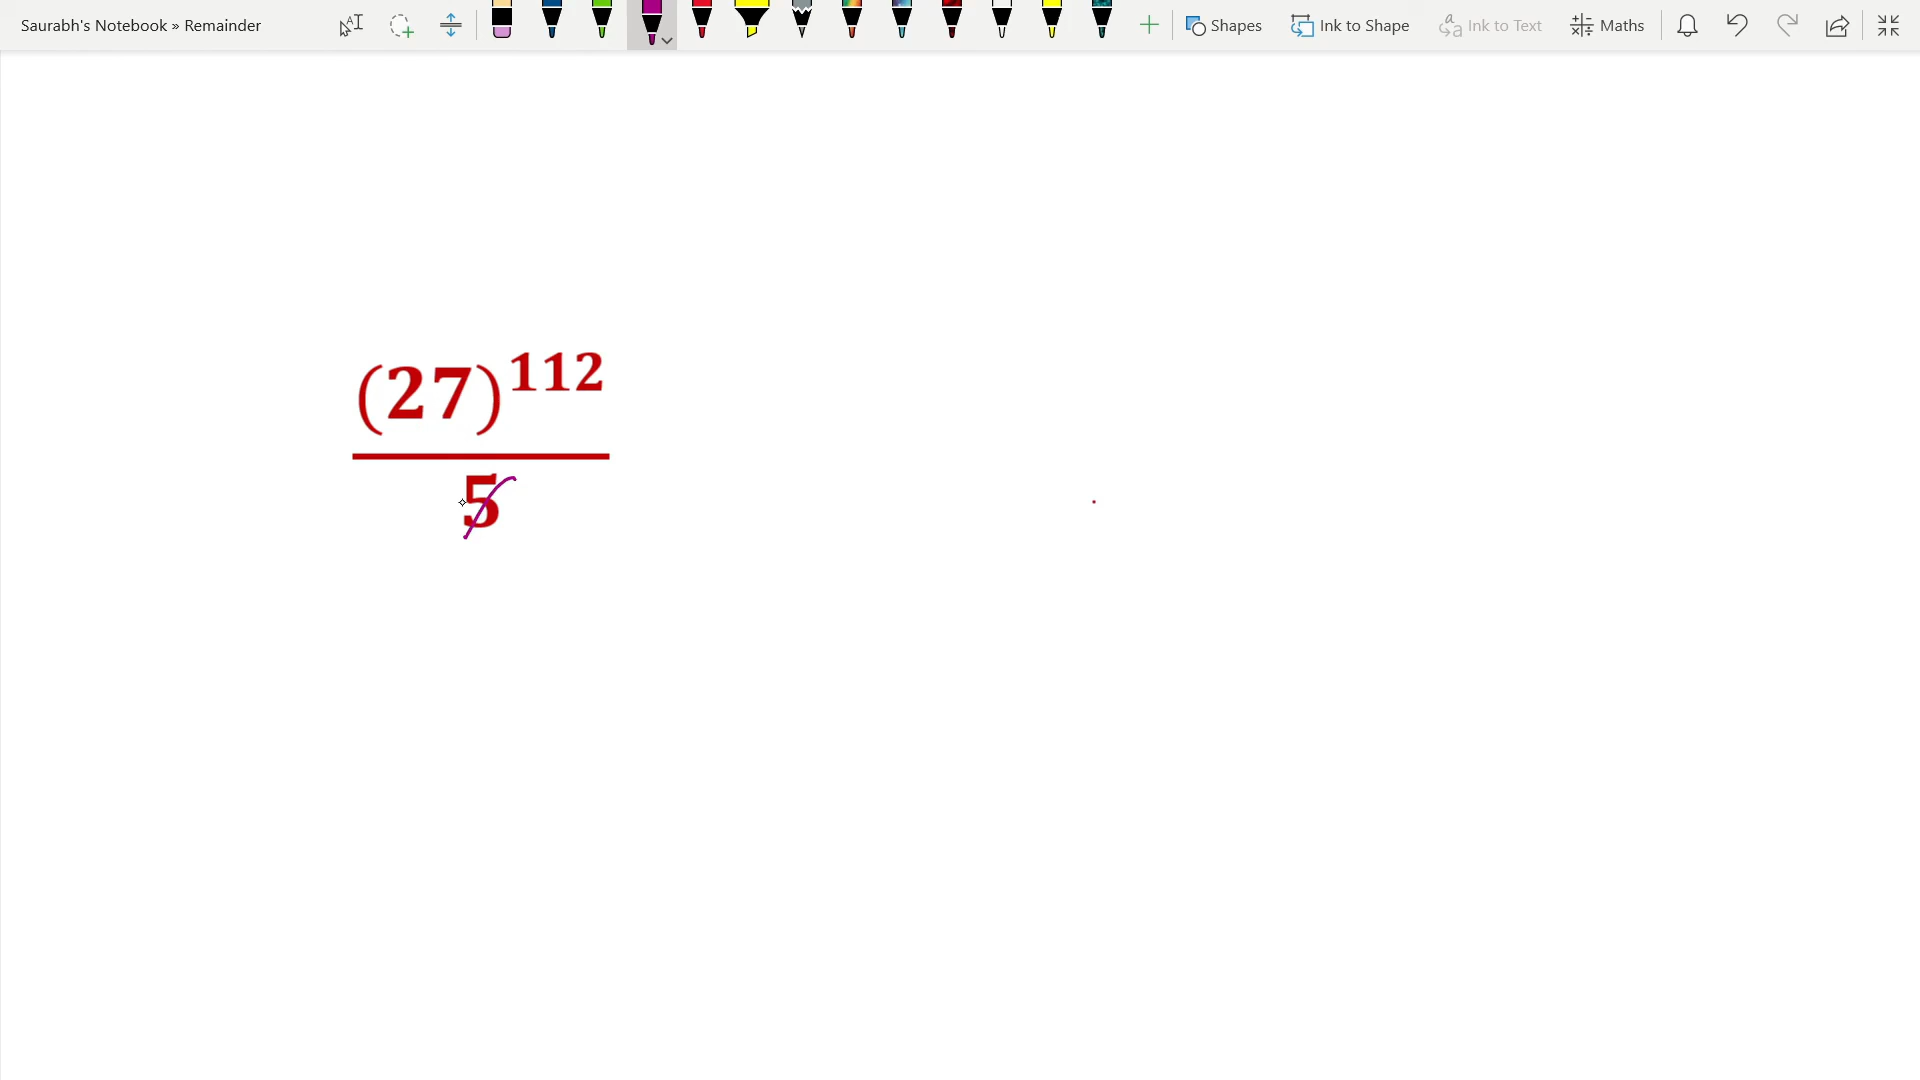 Saurabh's Notebook » Remainder Shapes Ink to Shape Ink to Text Maths
(27)^112
5